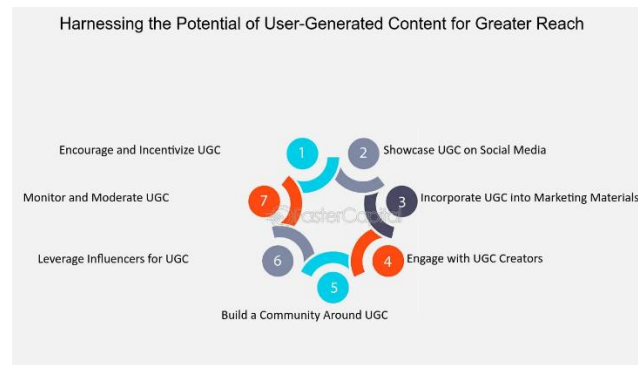 Harnessing the Potential of User-Generated Content for Greater Reach
Encourage and Incentivize UGC
1
2
Showcase UGC on Social Media
Monitor and Moderate UGC
7
3
Incorporate UGC into Marketing Materials
FasterCapital
Leverage Influencers for UGC
6
4
Engage with UGC Creators
5
Build a Community Around UGC